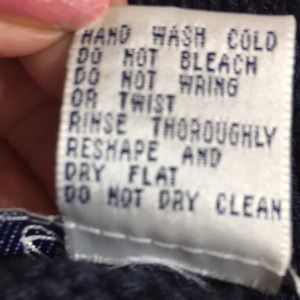 HAND WASH COLD
DO NOT BLEACH
DO NOT WRING
OR TWIST
RINSE THOROUGHLY
RESHAPE AND
DRY FLAT
DO NOT DRY CLEAN